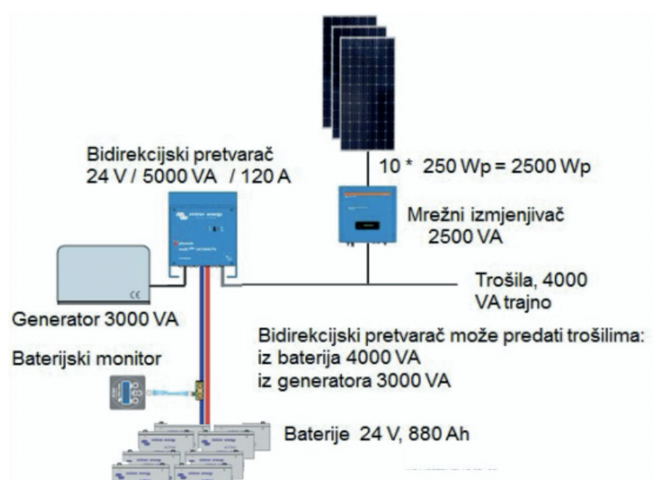 10 * 250 Wp = 2500 Wp
Bidirekcijski pretvarač
24 V / 5000 VA / 120 A
Mrežni izmjenjivač
2500 VA
Trošila, 4000
VA trajno
Generator 3000 VA
Bidirekcijski pretvarač može predati trošilima:
iz baterija 4000 VA
iz generatora 3000 VA
Baterijski monitor
Baterije 24 V, 880 Ah